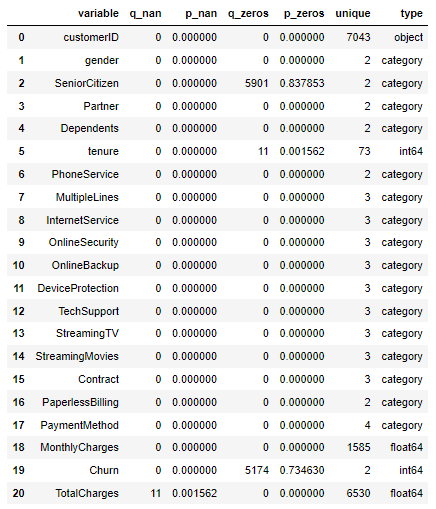 variable q_nan p_nan q_zeros p_zeros unique type
0 customerID 0 0.000000 0 0.000000 7043 object
1 gender 0 0.000000 0 0.000000 2 category
2 SeniorCitizen 0 0.000000 5901 0.837853 2 category
3 Partner 0 0.000000 0 0.000000 2 category
4 Dependents 0 0.000000 0 0.000000 2 category
5 tenure 0 0.000000 11 0.001562 73 int64
6 PhoneService 0 0.000000 0 0.000000 2 category
7 MultipleLines 0 0.000000 0 0.000000 3 category
8 InternetService 0 0.000000 0 0.000000 3 category
9 OnlineSecurity 0 0.000000 0 0.000000 3 category
10 OnlineBackup 0 0.000000 0 0.000000 3 category
11 DeviceProtection 0 0.000000 0 0.000000 3 category
12 TechSupport 0 0.000000 0 0.000000 3 category
13 StreamingTV 0 0.000000 0 0.000000 3 category
14 StreamingMovies 0 0.000000 0 0.000000 3 category
15 Contract 0 0.000000 0 0.000000 3 category
16 PaperlessBilling 0 0.000000 0 0.000000 2 category
17 PaymentMethod 0 0.000000 0 0.000000 4 category
18 MonthlyCharges 0 0.000000 0 0.000000 1585 float64
19 Churn 0 0.000000 5174 0.734630 2 int64
20 TotalCharges 11 0.001562 0 0.000000 6530 float64